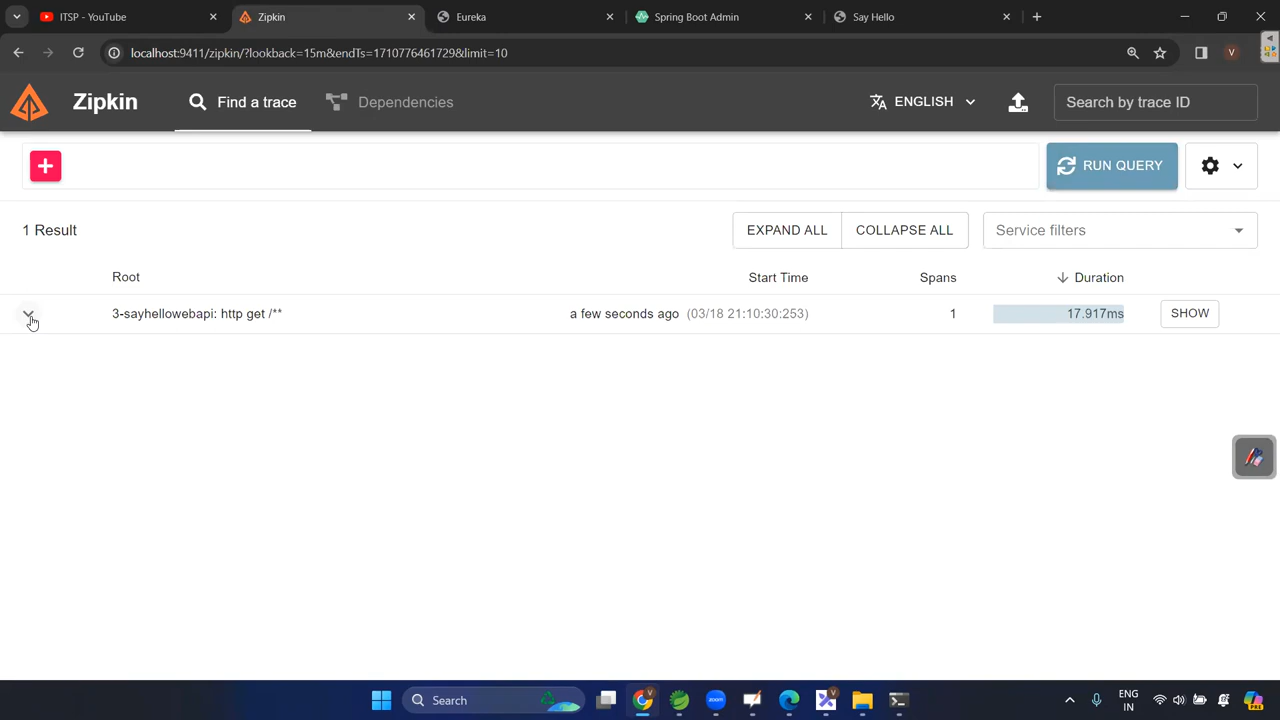 ITSP - YouTube
Zipkin
Eureka
Spring Boot Admin
Say Hello
localhost:9411/zipkin/?lookback=15m&endTs=1710776461729&limit=10
V
Zipkin
Find a trace
Dependencies
ENGLISH
Search by trace ID
RUN QUERY
1 Result
EXPAND ALL
COLLAPSE ALL
Service filters
Root
Start Time
Spans
Duration
3-sayhellowebapi: http get /**
a few seconds ago (03/18 21:10:30:253)
1
17.917ms
SHOW
Search
V
V
ENG
IN
PRE